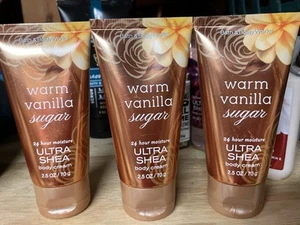 warm
vanilla
sugar
24 hour moisture
ULTRA
SHEA
body cream
2.5 oz / 70 g
warm
vanilla
sugar
24 hour moisture
ULTRA
SHEA
body cream
2.5 oz / 70 g
warm
vanilla
sugar
24 hour moisture
ULTRA
SHEA
body cream
2.5 oz / 70 g